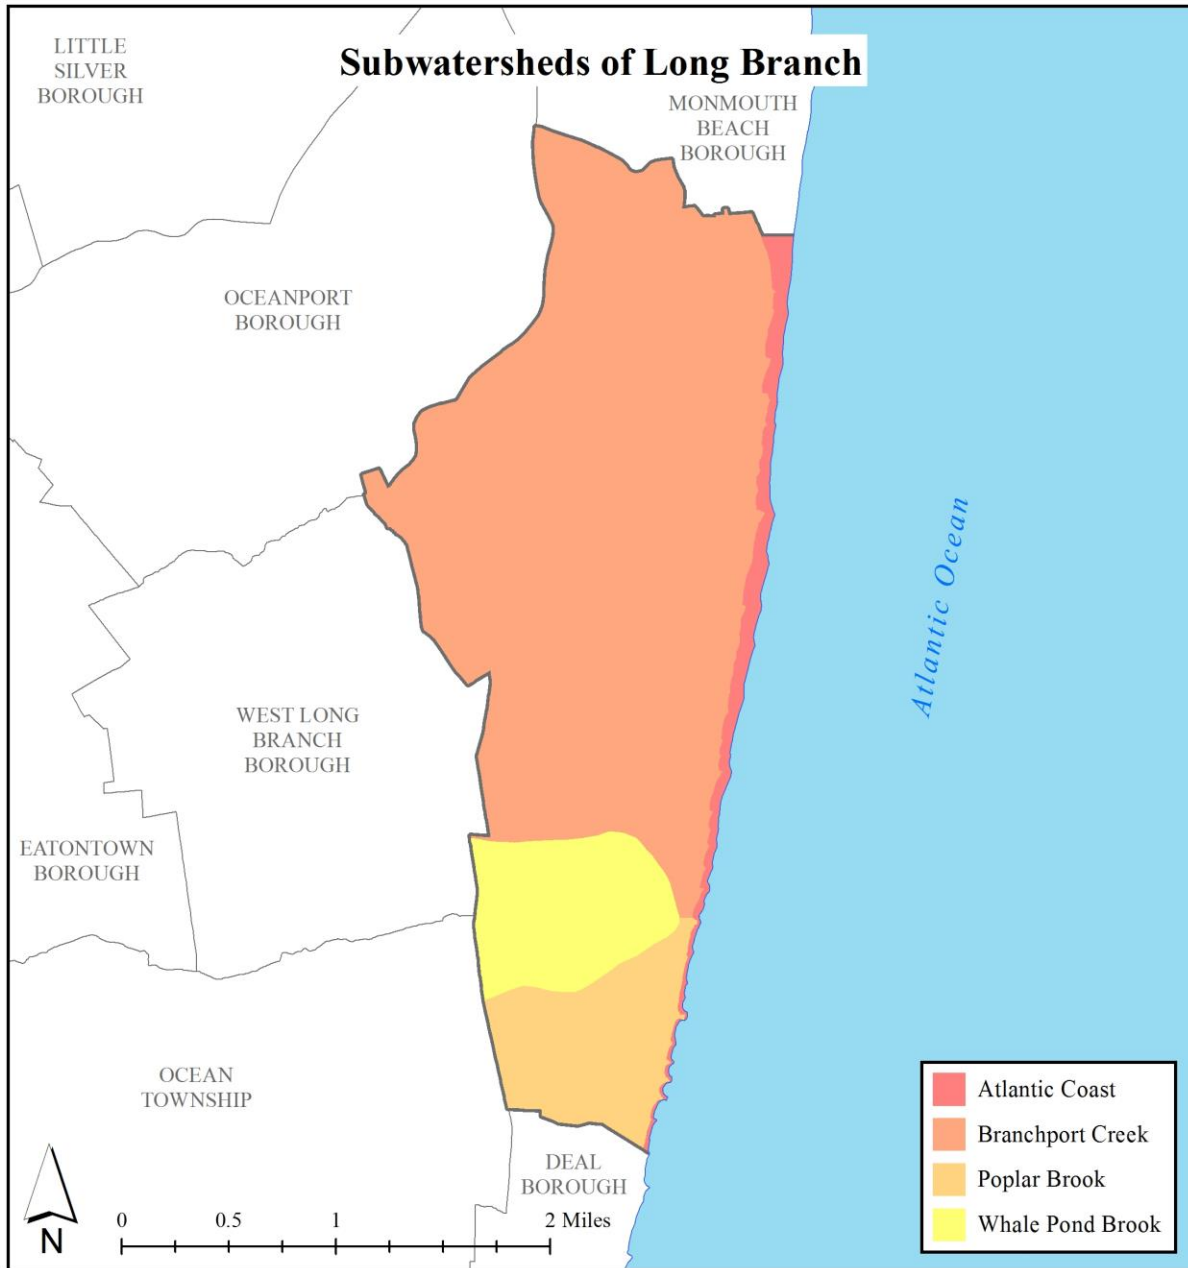 Subwatersheds of Long Branch
LITTLE
SILVER
BOROUGH
MONMOUTH
BEACH
BOROUGH
OCEANPORT
BOROUGH
Atlantic Ocean
WEST LONG
BRANCH
BOROUGH
EATONTOWN
BOROUGH
OCEAN
TOWNSHIP
DEAL
BOROUGH
Atlantic Coast
Branchport Creek
Poplar Brook
Whale Pond Brook
N
0 0.5 1 2 Miles